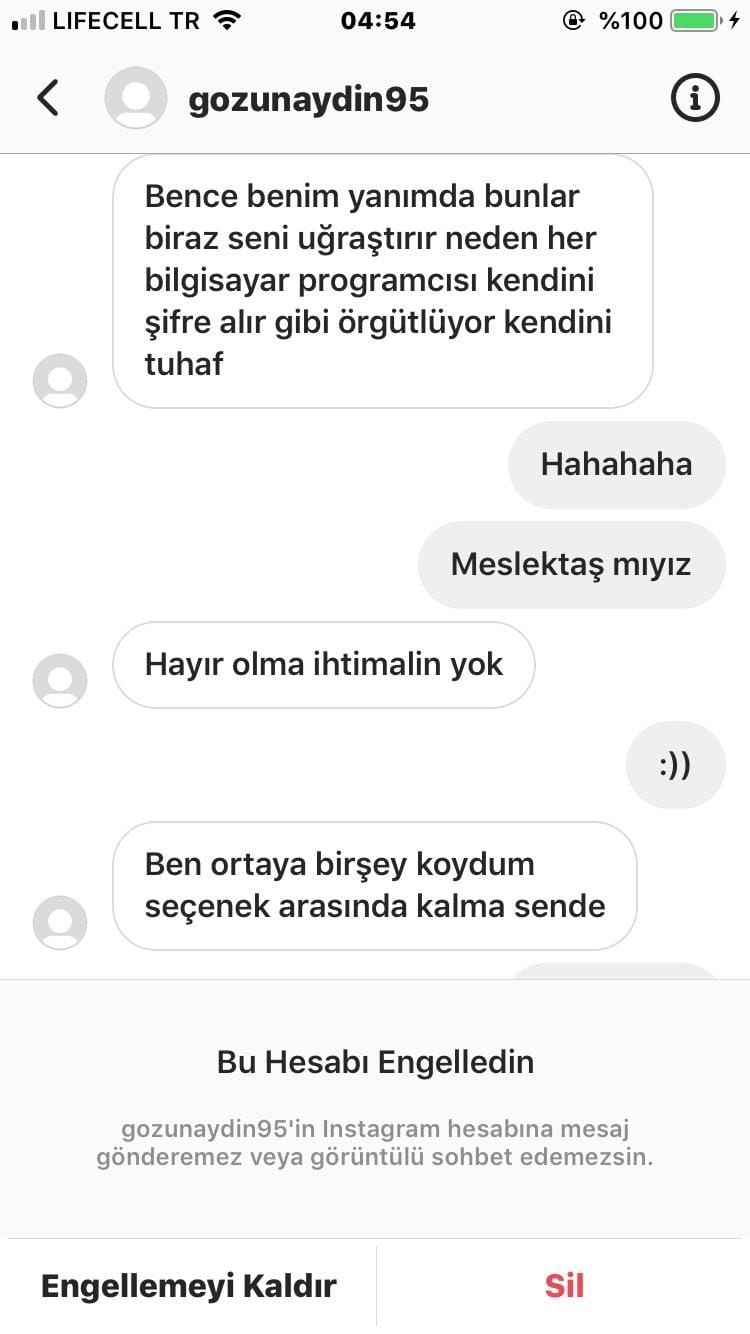 LIFECELL TR 04:54 %100
gozunaydin95
Bence benim yanımda bunlar
biraz seni uğraştırır neden her
bilgisayar programcısı kendini
şifre alır gibi örgütlüyor kendini
tuhaf
Hahahaha
Meslektaş mıyız
Hayır olma ihtimalin yok
:))
Ben ortaya birşey koydum
seçenek arasında kalma sende
Bu Hesabı Engelledin
gozunaydin95'in Instagram hesabına mesaj
gönderemez veya görüntülü sohbet edemezsin.
Engellemeyi Kaldır
Sil